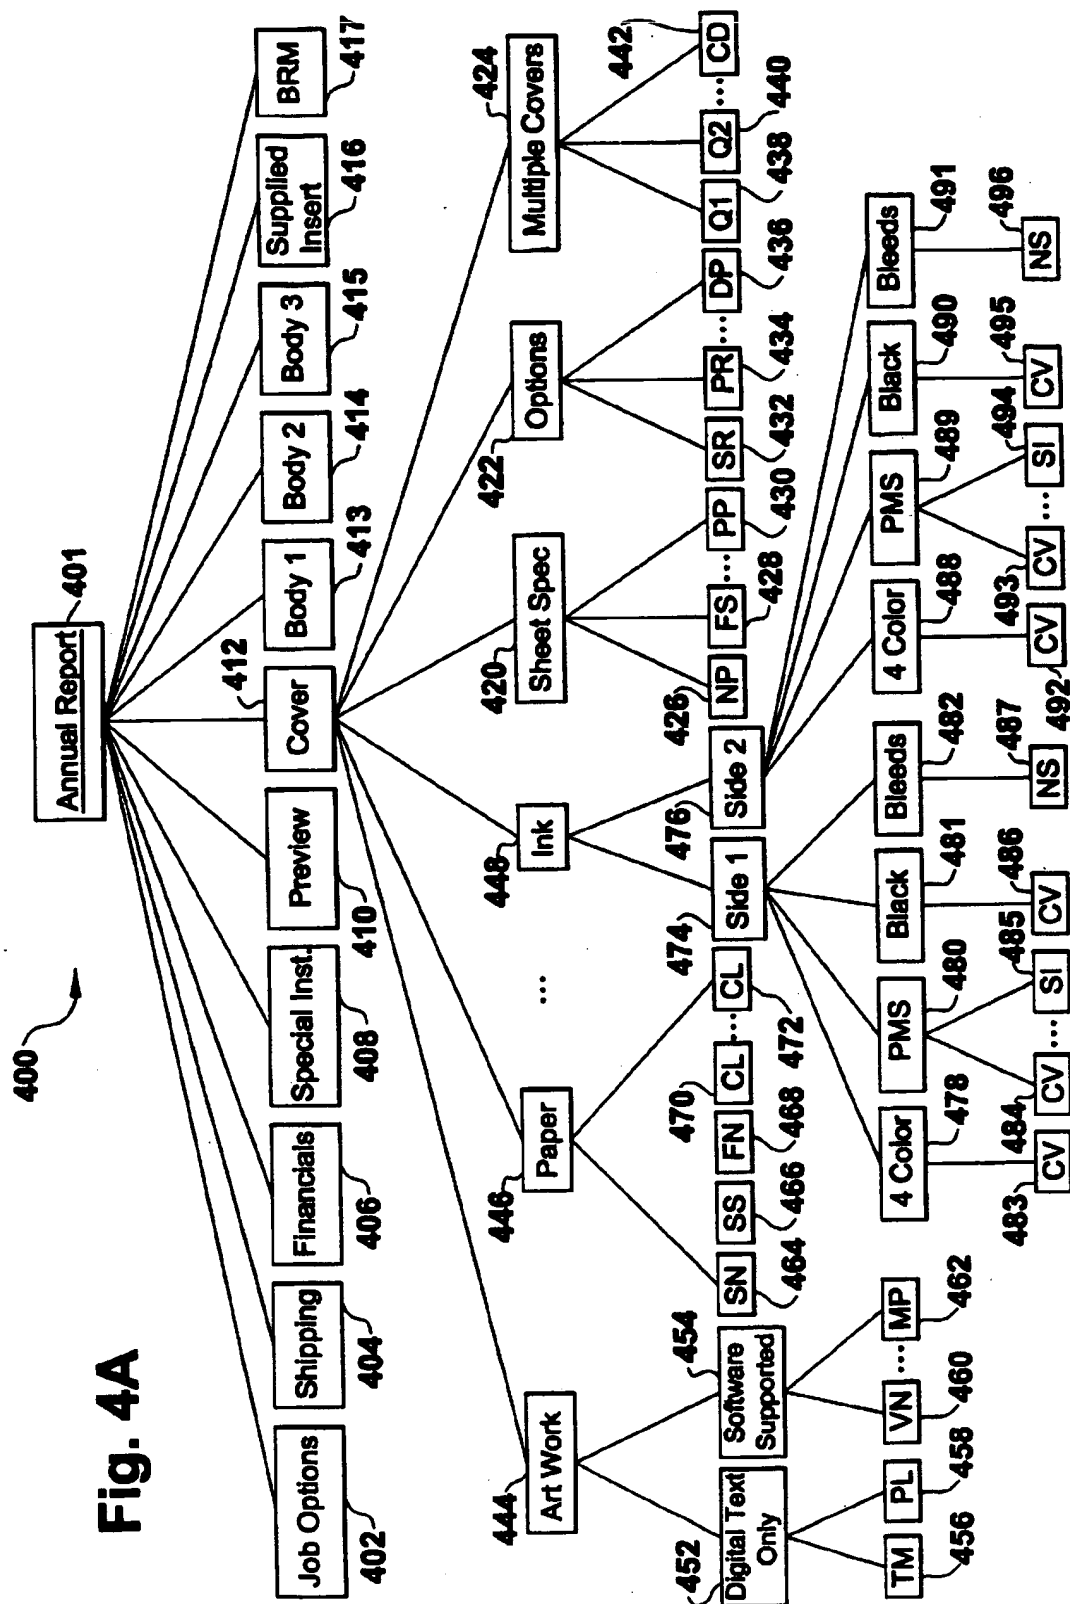 Fig. 4A
400
Annual Report
401
Job Options
402
Shipping
404
Financials
406
Special Inst.
408
Preview
410
Cover
412
Body 1
413
Body 2
414
Body 3
415
Supplied
Insert
416
BRM
417
Art Work
444
Paper
446
...
Ink
448
Sheet Spec
420
Options
422
Multiple Covers
424
Digital Text
Only
452
Software
Supported
454
SN
464
SS
466
FN
468
CL
470
...
CL
472
Side 1
474
Side 2
476
NP
426
FS
428
...
PP
430
SR
432
PR
434
...
DP
436
Q1
438
Q2
440
...
CD
442
TM
456
PL
458
VN
460
...
MP
462
4 Color
478
PMS
480
Black
481
Bleeds
482
4 Color
488
PMS
489
Black
490
Bleeds
491
CV
483
CV
484
...
SI
485
CV
486
NS
487
CV
492
CV
493
...
SI
494
CV
495
NS
496